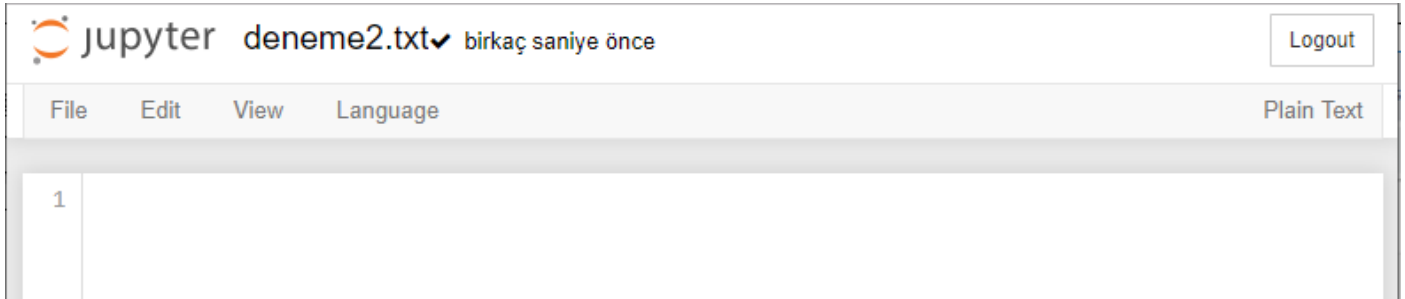 jupyter deneme2.txt✔ birkaç saniye önce Logout
File Edit View Language Plain Text
1